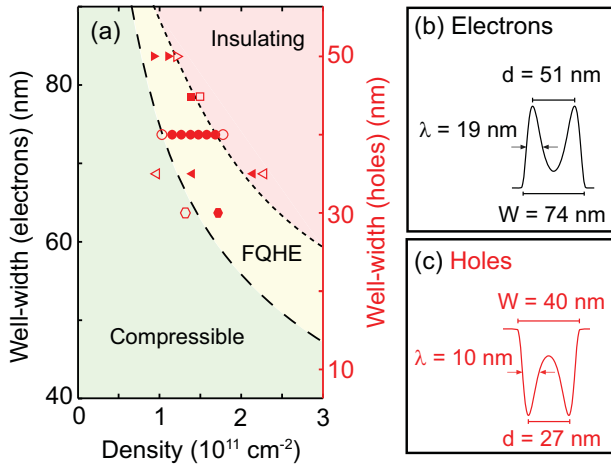 (a)
Insulating
FQHE
Compressible
80
60
40
Well-width (electrons) (nm)
0
1
2
3
Density (10¹¹ cm⁻²)
50
30
10
Well-width (holes) (nm)
(b) Electrons
d = 51 nm
λ = 19 nm
W = 74 nm
(c) Holes
W = 40 nm
λ = 10 nm
d = 27 nm